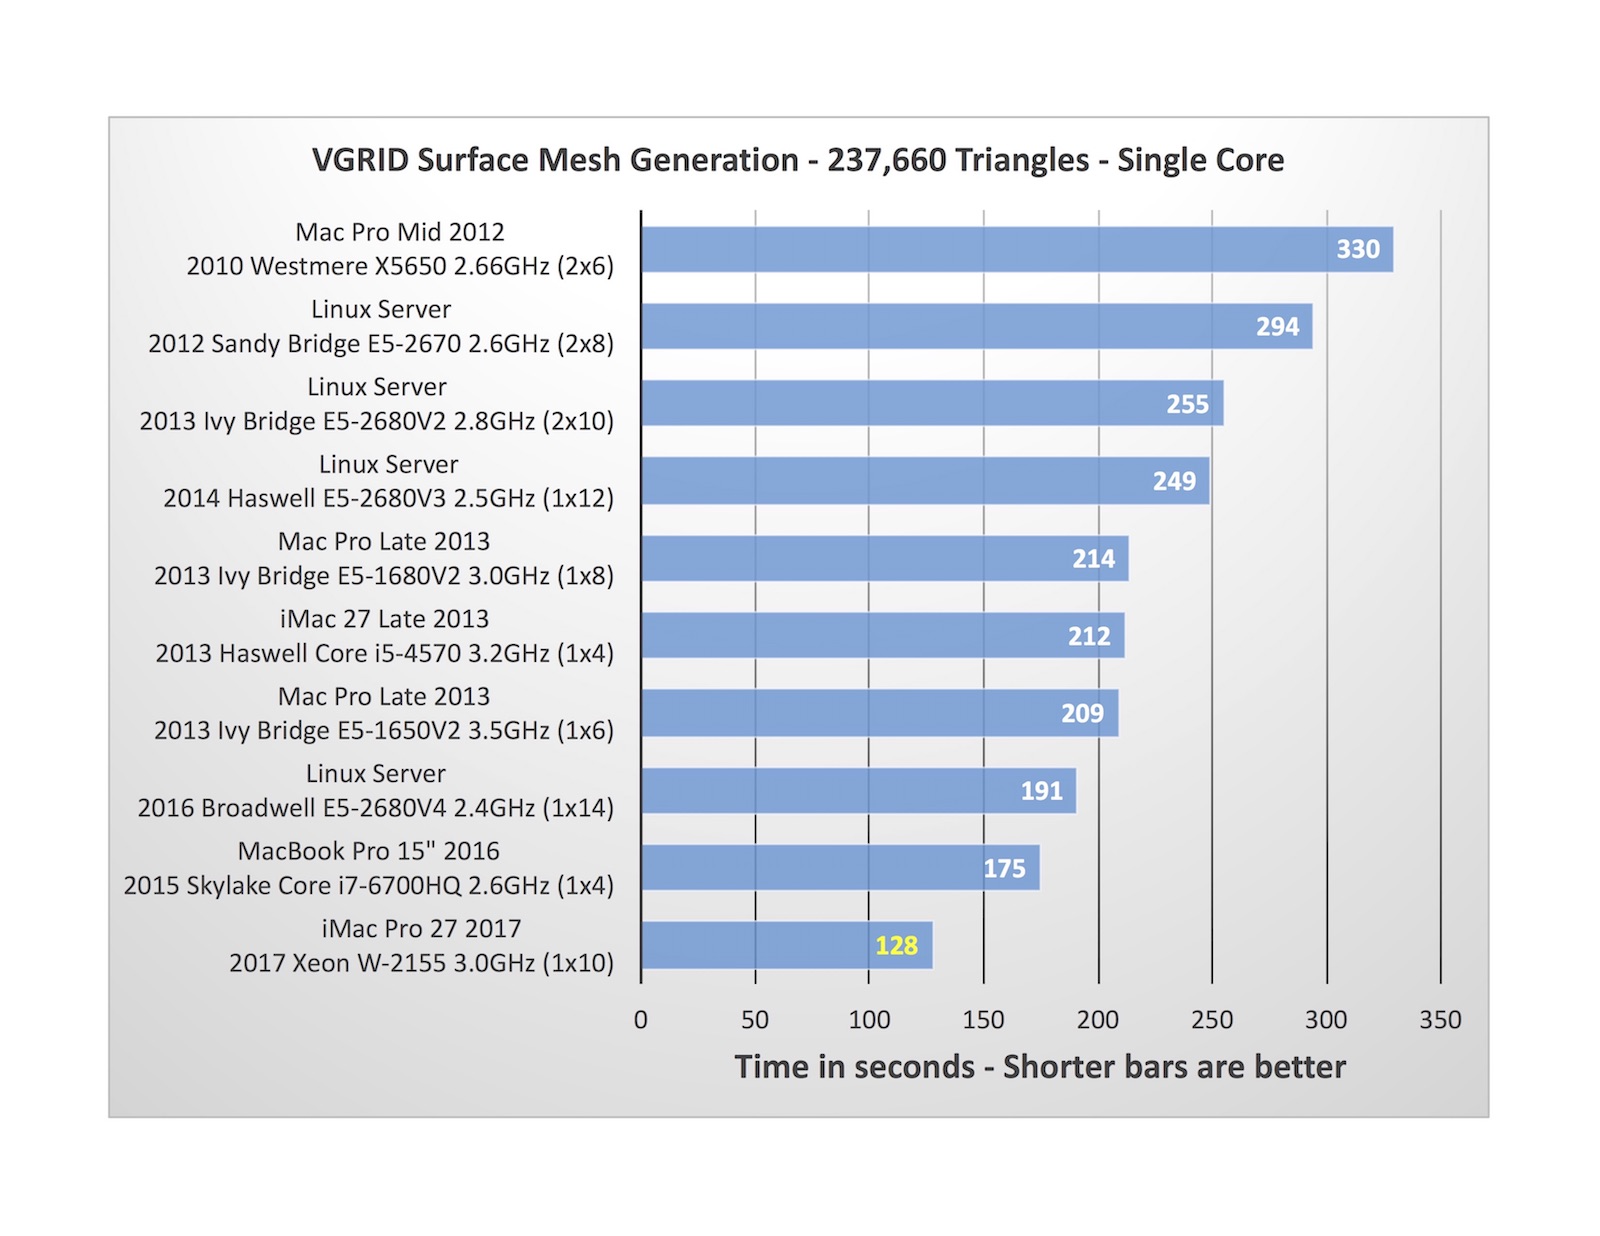 VGRID Surface Mesh Generation - 237,660 Triangles - Single Core
Mac Pro Mid 2012
2010 Westmere X5650 2.66GHz (2x6)
330
Linux Server
2012 Sandy Bridge E5-2670 2.6GHz (2x8)
294
Linux Server
2013 Ivy Bridge E5-2680V2 2.8GHz (2x10)
255
Linux Server
2014 Haswell E5-2680V3 2.5GHz (1x12)
249
Mac Pro Late 2013
2013 Ivy Bridge E5-1680V2 3.0GHz (1x8)
214
iMac 27 Late 2013
2013 Haswell Core i5-4570 3.2GHz (1x4)
212
Mac Pro Late 2013
2013 Ivy Bridge E5-1650V2 3.5GHz (1x6)
209
Linux Server
2016 Broadwell E5-2680V4 2.4GHz (1x14)
191
MacBook Pro 15" 2016
2015 Skylake Core i7-6700HQ 2.6GHz (1x4)
175
iMac Pro 27 2017
2017 Xeon W-2155 3.0GHz (1x10)
128
0 50 100 150 200 250 300 350
Time in seconds - Shorter bars are better